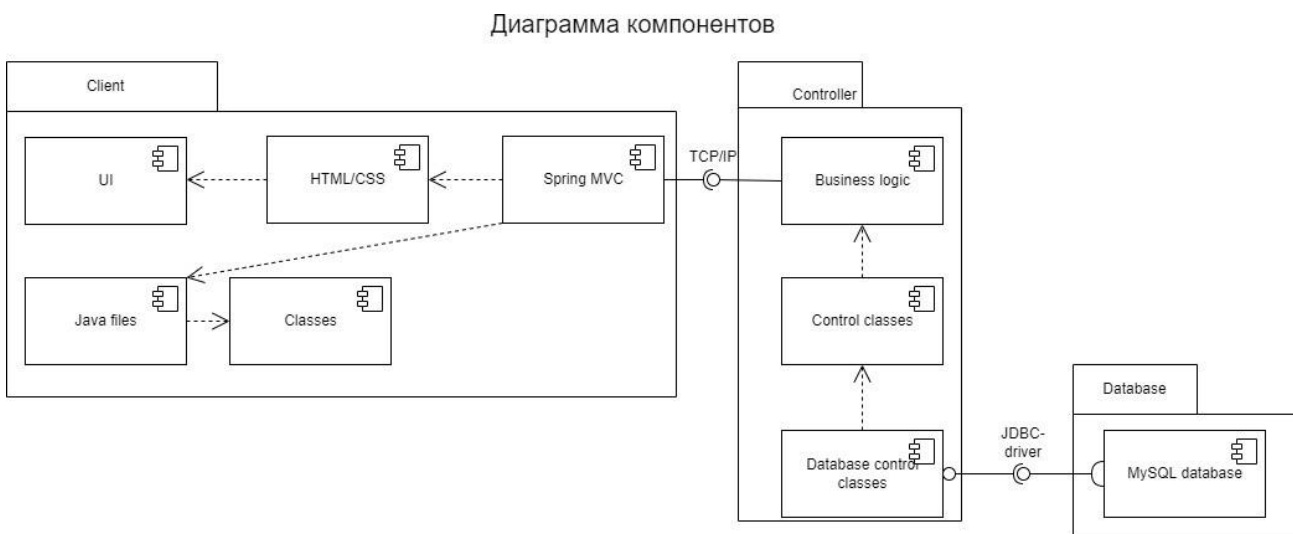 Диаграмма компонентов
Client
Controller
UI
HTML/CSS
Spring MVC
TCP/IP
Business logic
Java files
Classes
Control classes
Database
Database control
classes
JDBC-
driver
MySQL database